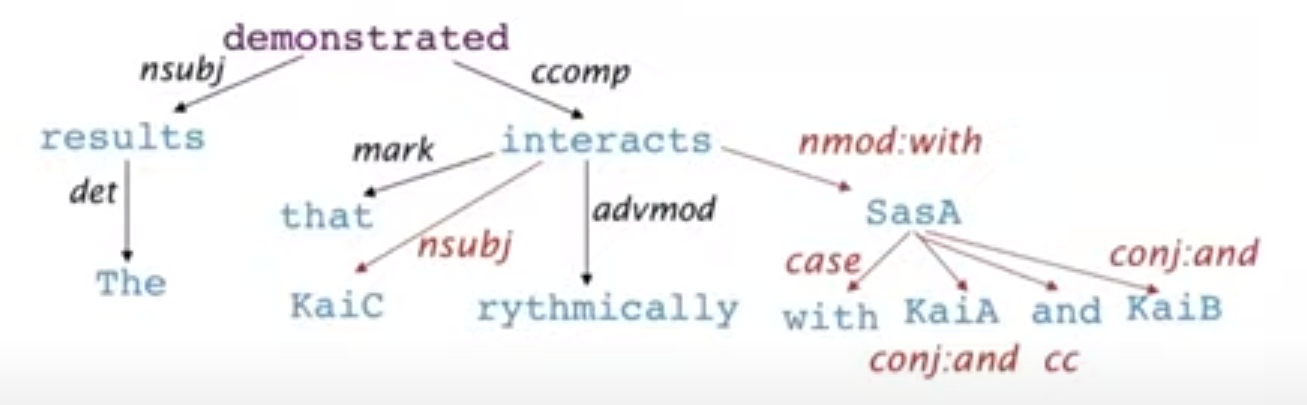 demonstrated
nsubj ccomp
results interacts nmod:with
mark
det that advmod SasA
nsubj case conj:and
The KaiC rythmically with KaiA and KaiB
conj:and cc